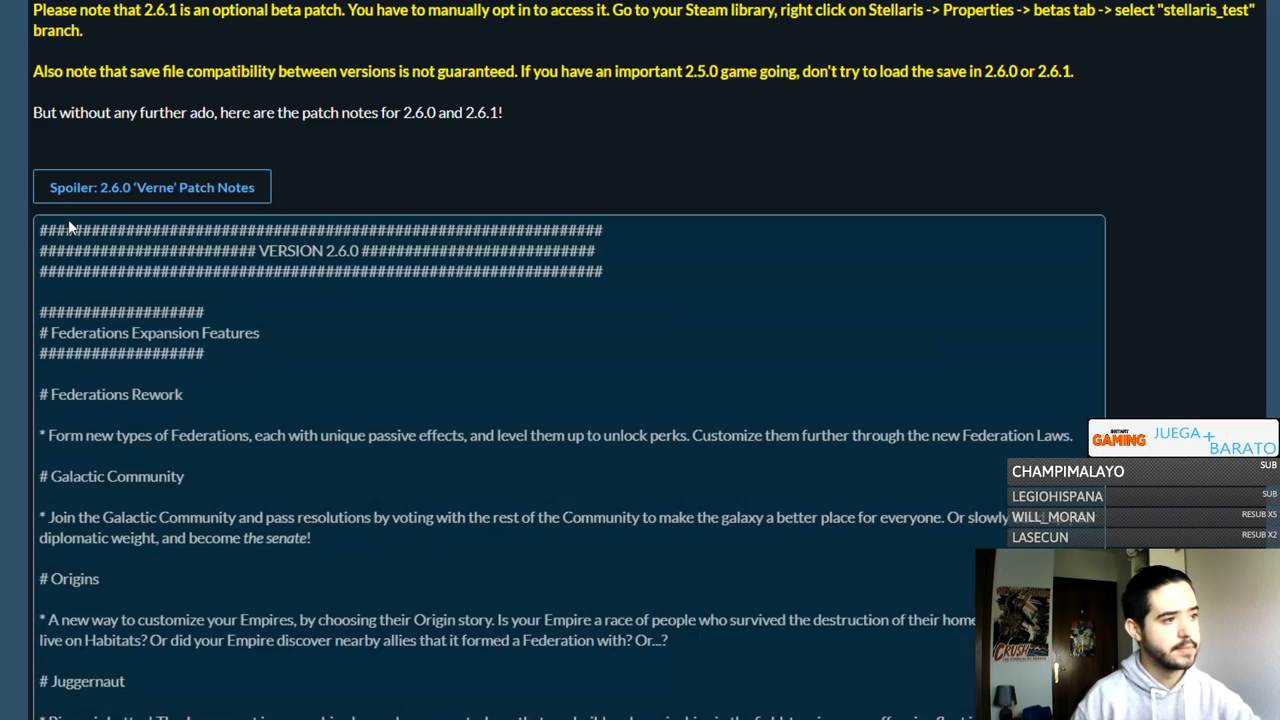 Please note that 2.6.1 is an optional beta patch. You have to manually opt in to access it. Go to your Steam library, right click on Stellaris -> Properties -> betas tab -> select "stellaris_test"
branch.
Also note that save file compatibility between versions is not guaranteed. If you have an important 2.5.0 game going, don't try to load the save in 2.6.0 or 2.6.1.
But without any further ado, here are the patch notes for 2.6.0 and 2.6.1!
Spoiler: 2.6.0 ‘Verne’ Patch Notes
#################################################################
######################### VERSION 2.6.0 ###########################
#################################################################
###################
# Federations Expansion Features
###################
# Federations Rework
* Form new types of Federations, each with unique passive effects, and level them up to unlock perks. Customize them further through the new Federation Laws.
# Galactic Community
* Join the Galactic Community and pass resolutions by voting with the rest of the Community to make the galaxy a better place for everyone. Or slowly
diplomatic weight, and become the senate!
# Origins
* A new way to customize your Empires, by choosing their Origin story. Is your Empire a race of people who survived the destruction of their home
live on Habitats? Or did your Empire discover nearby allies that it formed a Federation with? Or...?
# Juggernaut
INSTANT
GAMING
JUEGA+
BARATO
CHAMPIMALAYO SUB
LEGIOHISPANA SUB
WILL_MORAN RESUB X5
LASECUN RESUB X2
CRUSH